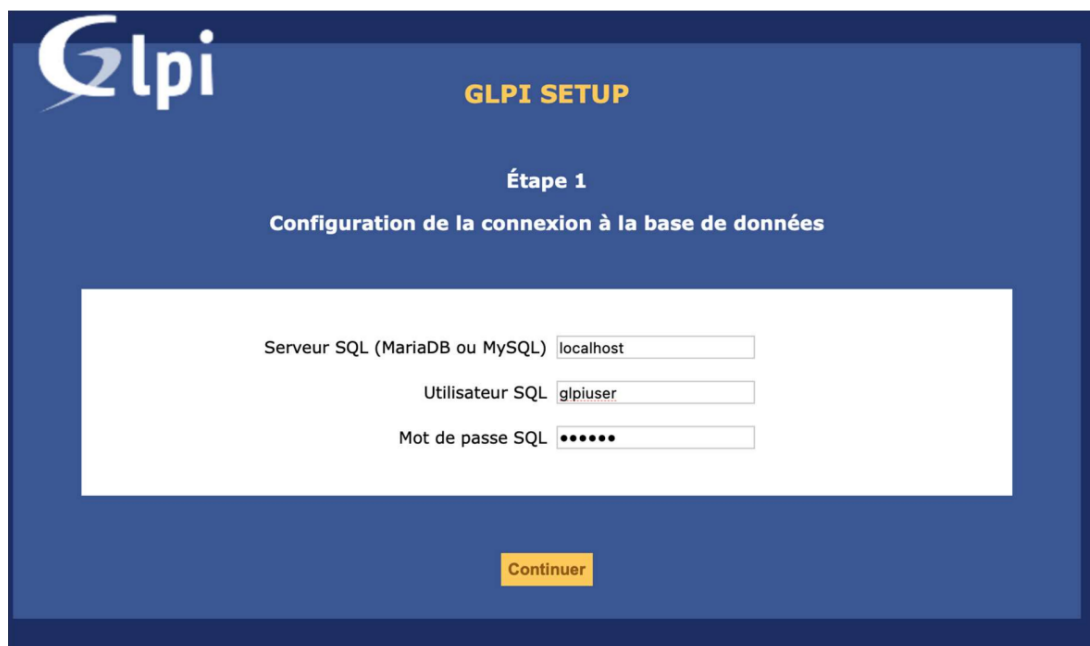 Glpi
GLPI SETUP
Étape 1
Configuration de la connexion à la base de données
Serveur SQL (MariaDB ou MySQL) localhost
Utilisateur SQL glpiuser
Mot de passe SQL ••••••
Continuer